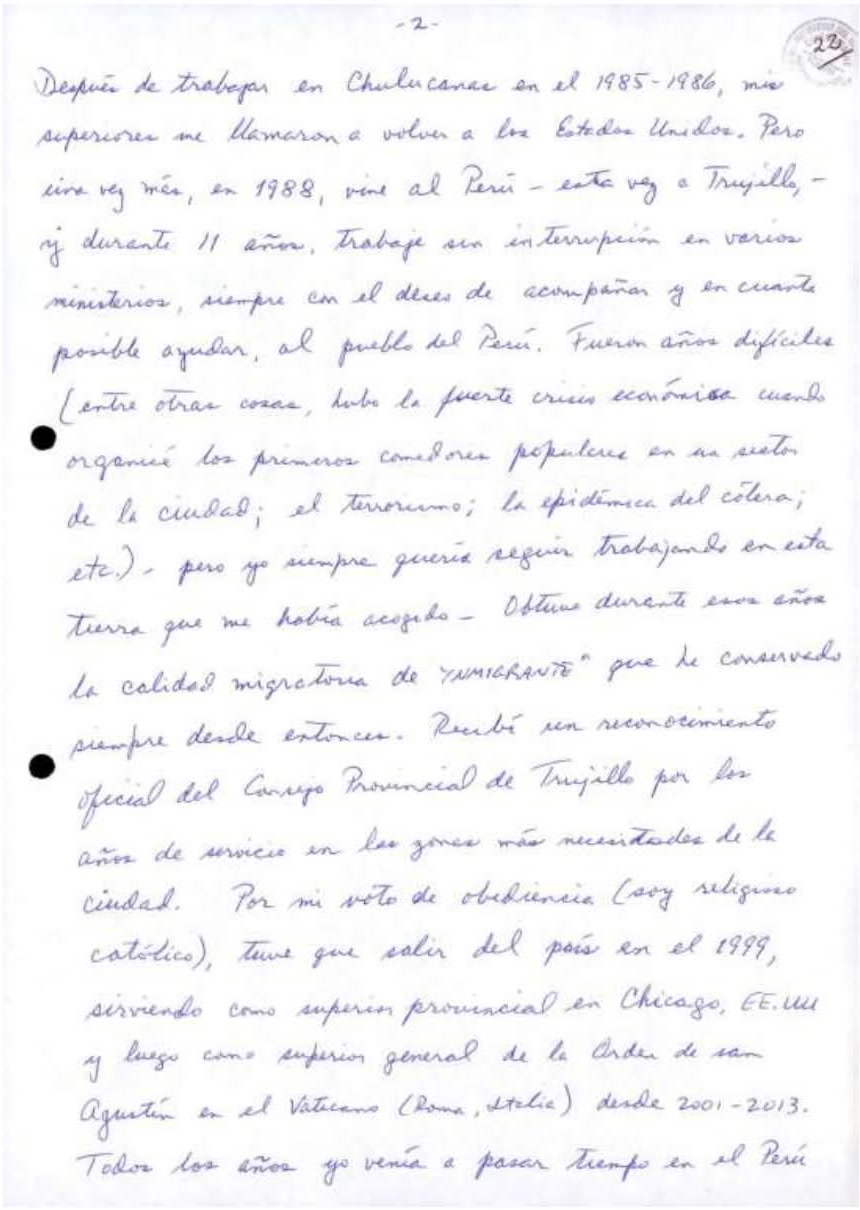 -2-
22
Después de trabajar en Chulucanas en el 1985-1986, mis
superiores me llamaron a volver a los Estados Unidos. Pero
una vez más, en 1988, vine al Perú - esta vez a Trujillo, -
y durante 11 años, trabaje sin interrupción en varios
ministerios, siempre con el deseo de acompañar y en cuanto
posible ayudar, al pueblo del Perú. Fueron años difíciles
(entre otras cosas, hubo la fuerte crisis económica cuando
organicé los primeros comedores populares en un sector
de la ciudad; el terrorismo; la epidémica del cólera;
etc.) - pero yo siempre quería seguir trabajando en esta
tierra que me había acogido - Obtuve durante esos años
la calidad migratoria de "INMIGRANTE" que he conservado
siempre desde entonces. Recibí un reconocimiento
oficial del Consejo Provincial de Trujillo por los
años de servicio en las zonas más necesitadas de la
ciudad. Por mi voto de obediencia (soy religioso
católico), tuve que salir del país en el 1999,
sirviendo como superior provincial en Chicago, EE.UU
y luego como superior general de la Orden de san
Agustín en el Vaticano (Roma, Italia) desde 2001-2013.
Todos los años yo venía a pasar tiempo en el Perú